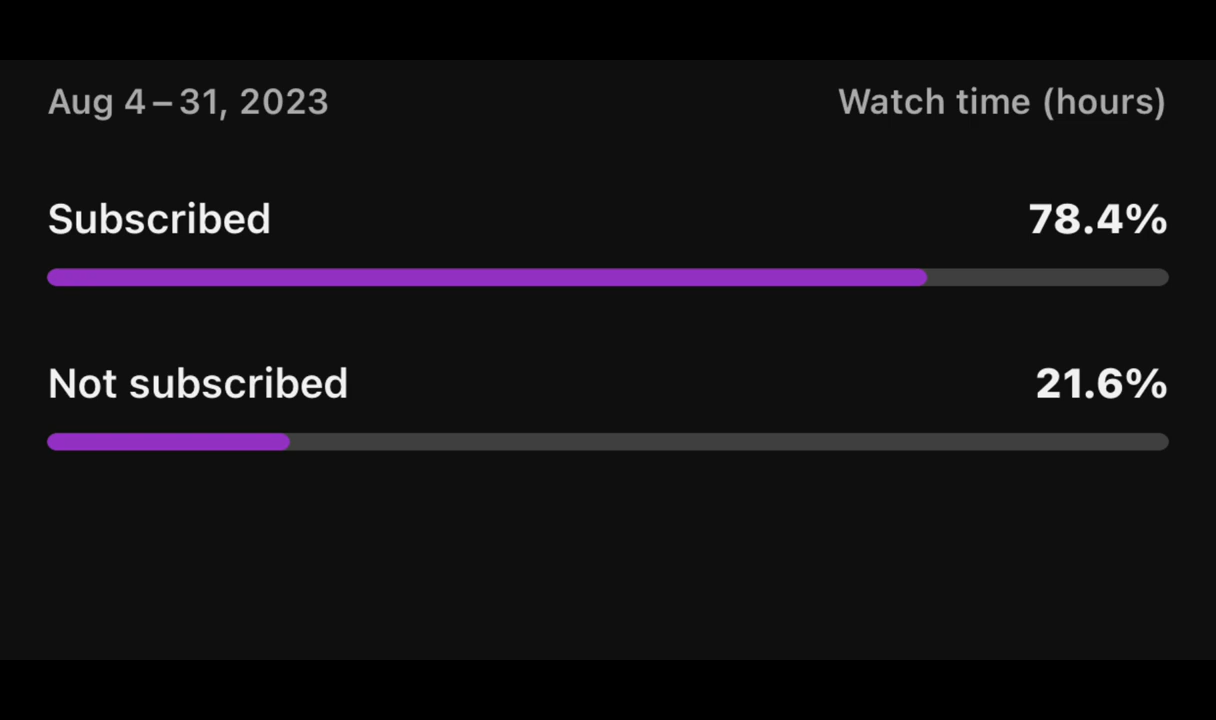 Aug 4–31, 2023 Watch time (hours)
Subscribed 78.4%
Not subscribed 21.6%